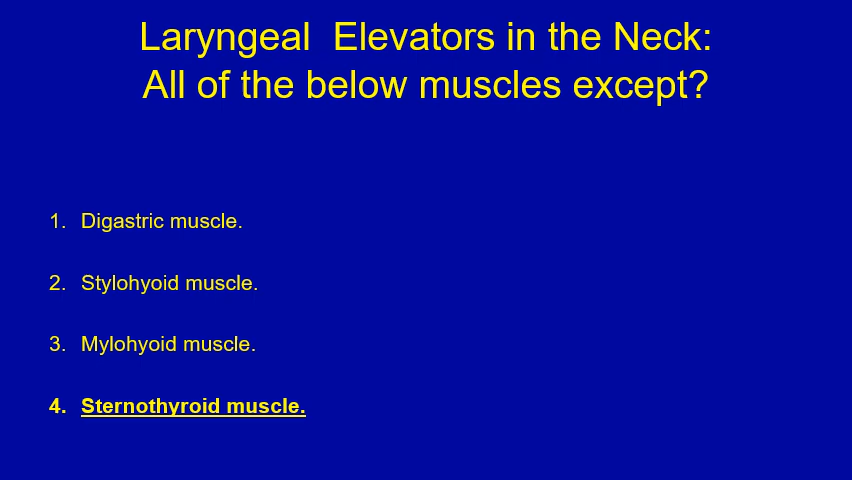 Laryngeal  Elevators in the Neck:
All of the below muscles except?
1. Digastric muscle.
2. Stylohyoid muscle.
3. Mylohyoid muscle.
4. Sternothyroid muscle.